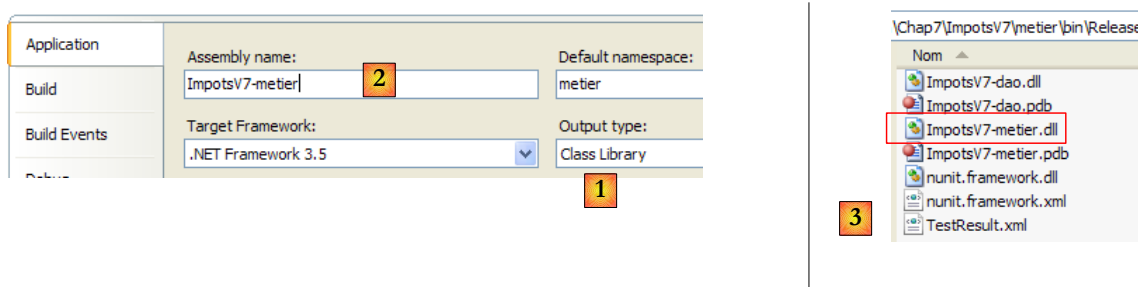 Application
Build
Build Events
Assembly name:
ImpotsV7-metier
2
Default namespace:
metier
Target Framework:
.NET Framework 3.5
Output type:
Class Library
1
\Chap7\ImpotsV7\metier\bin\Release
Nom
ImpotsV7-dao.dll
ImpotsV7-dao.pdb
ImpotsV7-metier.dll
ImpotsV7-metier.pdb
nunit.framework.dll
nunit.framework.xml
TestResult.xml
3